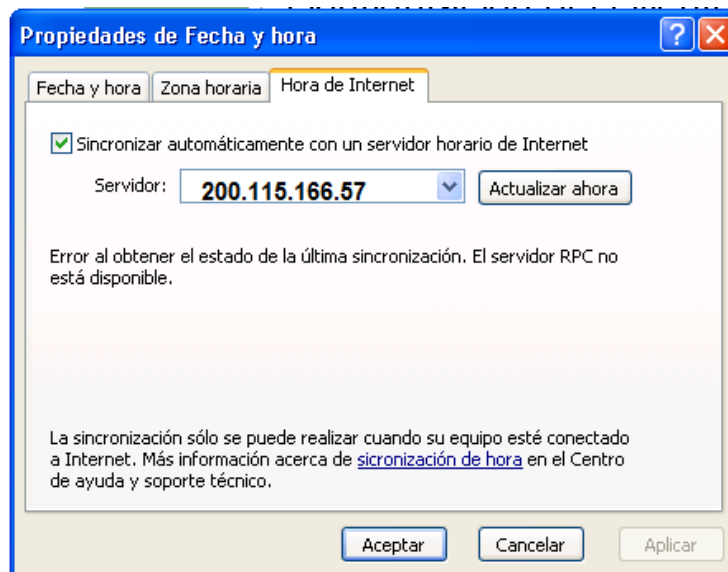 Propiedades de Fecha y hora
Fecha y hora Zona horaria Hora de Internet
Sincronizar automáticamente con un servidor horario de Internet
Servidor: 200.115.166.57 Actualizar ahora
Error al obtener el estado de la última sincronización. El servidor RPC no
está disponible.
La sincronización sólo se puede realizar cuando su equipo esté conectado
a Internet. Más información acerca de sicronización de hora en el Centro
de ayuda y soporte técnico.
Aceptar Cancelar Aplicar